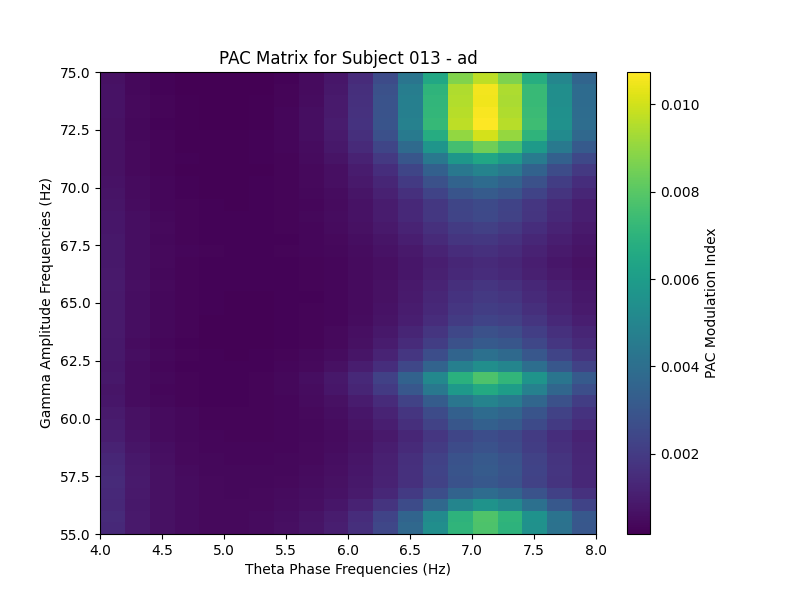 PAC Matrix for Subject 013 - ad
75.0
72.5
70.0
67.5
65.0
62.5
60.0
57.5
55.0
Gamma Amplitude Frequencies (Hz)
4.0 4.5 5.0 5.5 6.0 6.5 7.0 7.5 8.0
Theta Phase Frequencies (Hz)
0.010
0.008
0.006
0.004
0.002
PAC Modulation Index